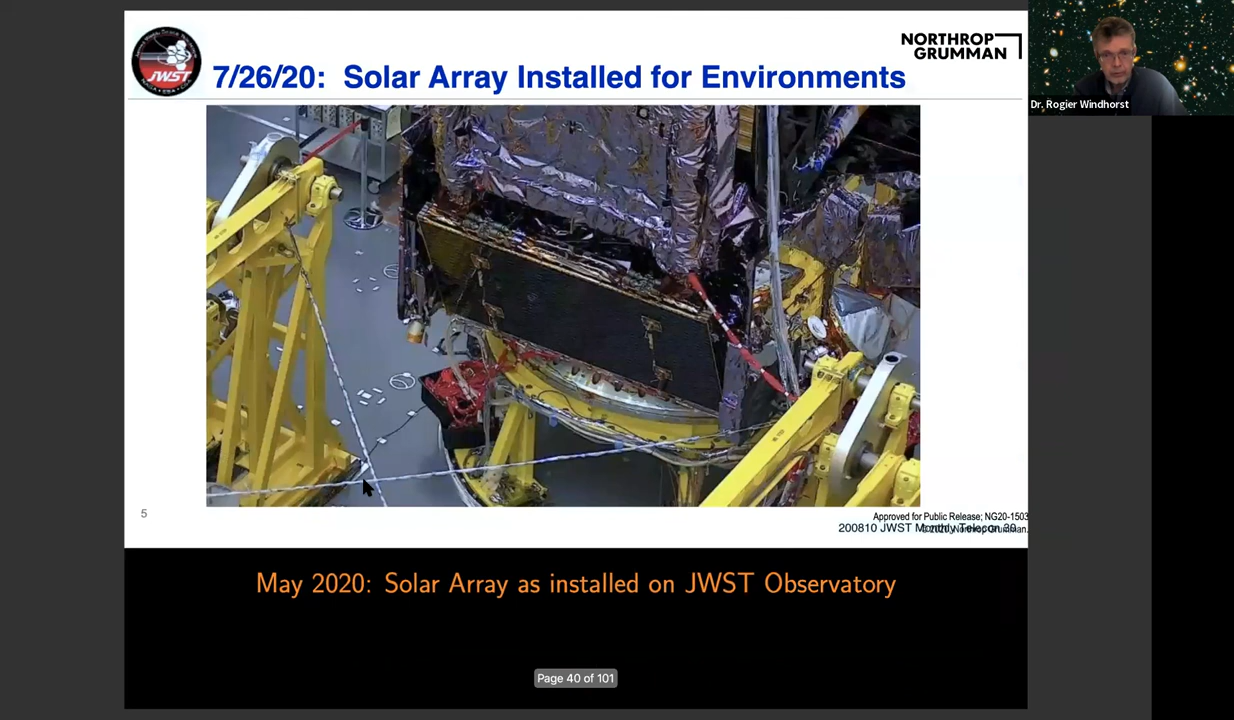 JWST
7/26/20: Solar Array Installed for Environments
NORTHROP
GRUMMAN
Dr. Rogier Windhorst
5
Approved for Public Release; NG20-1503
200810 JWST Monthly Telecon 39
May 2020: Solar Array as installed on JWST Observatory
Page 40 of 101